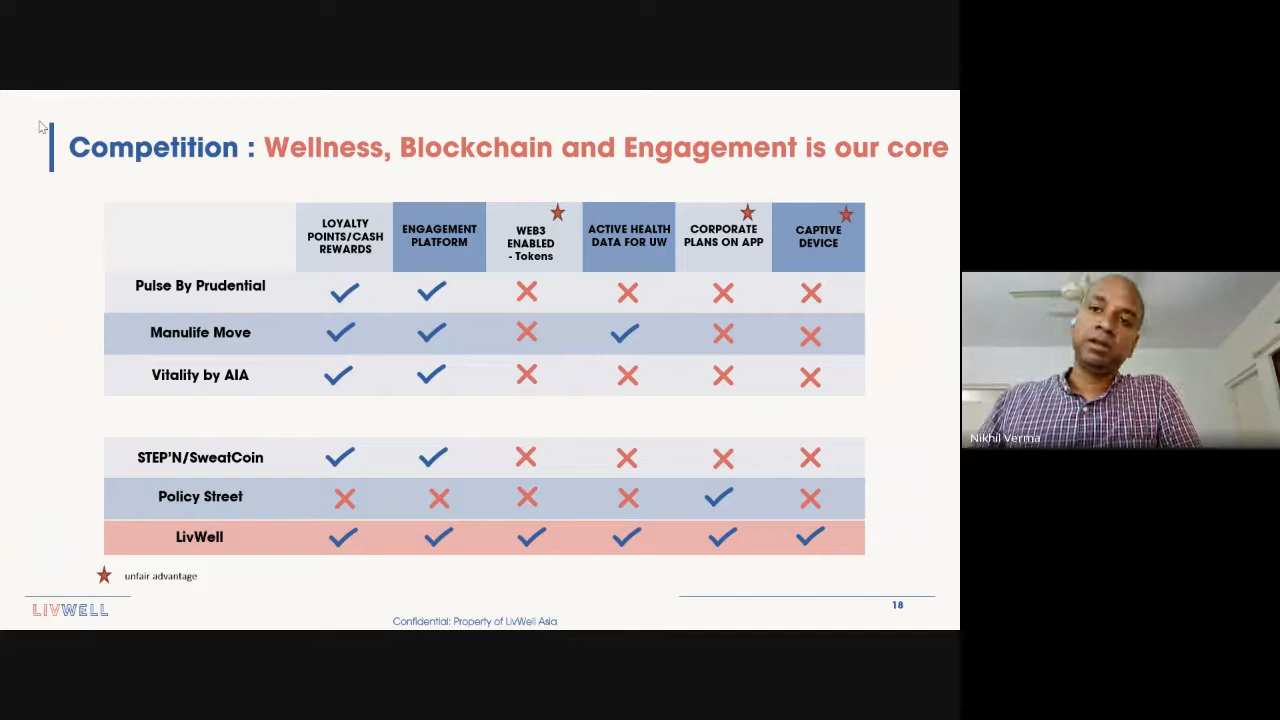 Competition : Wellness, Blockchain and Engagement is our core
LOYALTY
POINTS/CASH
REWARDS
ENGAGEMENT
PLATFORM
WEB3
ENABLED
- Tokens
ACTIVE HEALTH
DATA FOR UW
CORPORATE
PLANS ON APP
CAPTIVE
DEVICE
Pulse By Prudential
Manulife Move
Vitality by AIA
STEP'N/SweatCoin
Policy Street
LivWell
unfair advantage
LIVWELL
Confidential: Property of LivWell Asia
18
Nikhil Verma